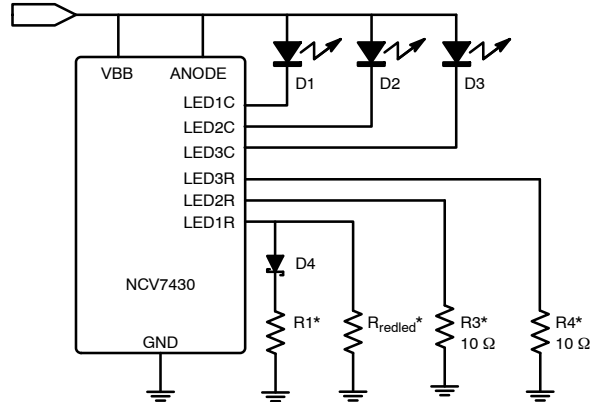 VBB
ANODE
D1
D2
D3
LED1C
LED2C
LED3C
LED3R
LED2R
LED1R
D4
NCV7430
R1*
Rredled*
R3*
10 Ω
R4*
10 Ω
GND